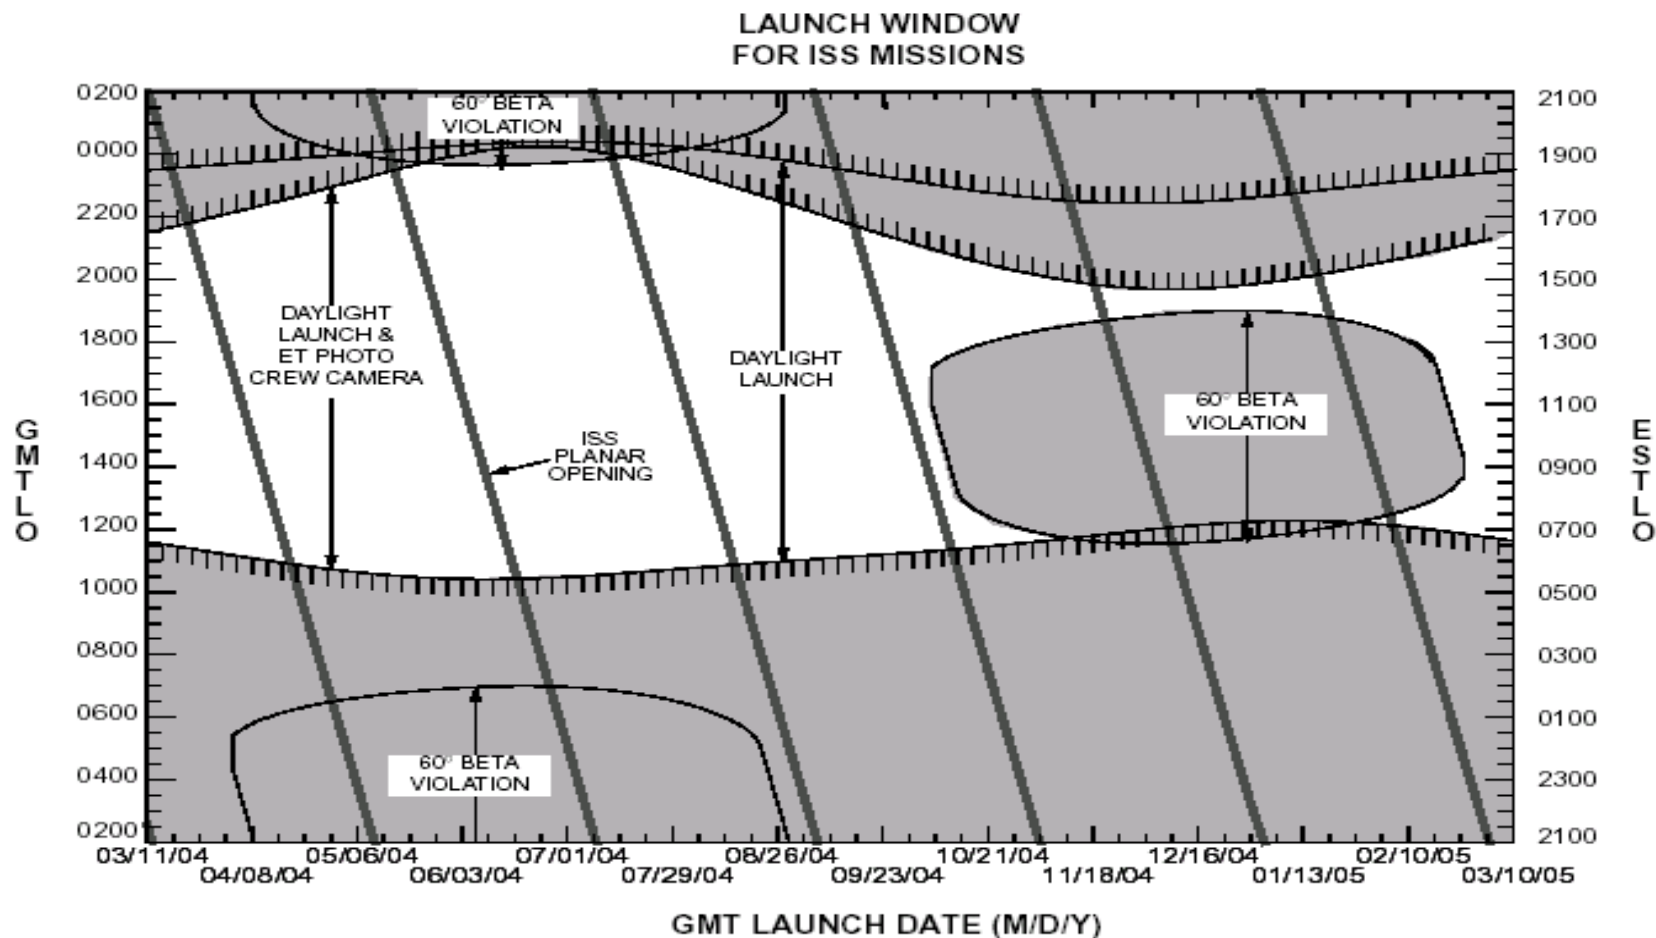 LAUNCH WINDOW
FOR ISS MISSIONS
0200
0000
2200
2000
1800
1600
1400
1200
1000
0800
0600
0400
0200
GMTLO
60° BETA
VIOLATION
DAYLIGHT
LAUNCH &
ET PHOTO
CREW CAMERA
ISS
PLANAR
OPENING
DAYLIGHT
LAUNCH
60° BETA
VIOLATION
60° BETA
VIOLATION
2100
1900
1700
1500
1300
1100
0900
0700
0500
0300
0100
2300
2100
ESTLO
03/11/04 05/06/04 07/01/04 08/26/04 10/21/04 12/16/04 02/10/05
04/08/04 06/03/04 07/29/04 09/23/04 11/18/04 01/13/05 03/10/05
GMT LAUNCH DATE (M/D/Y)